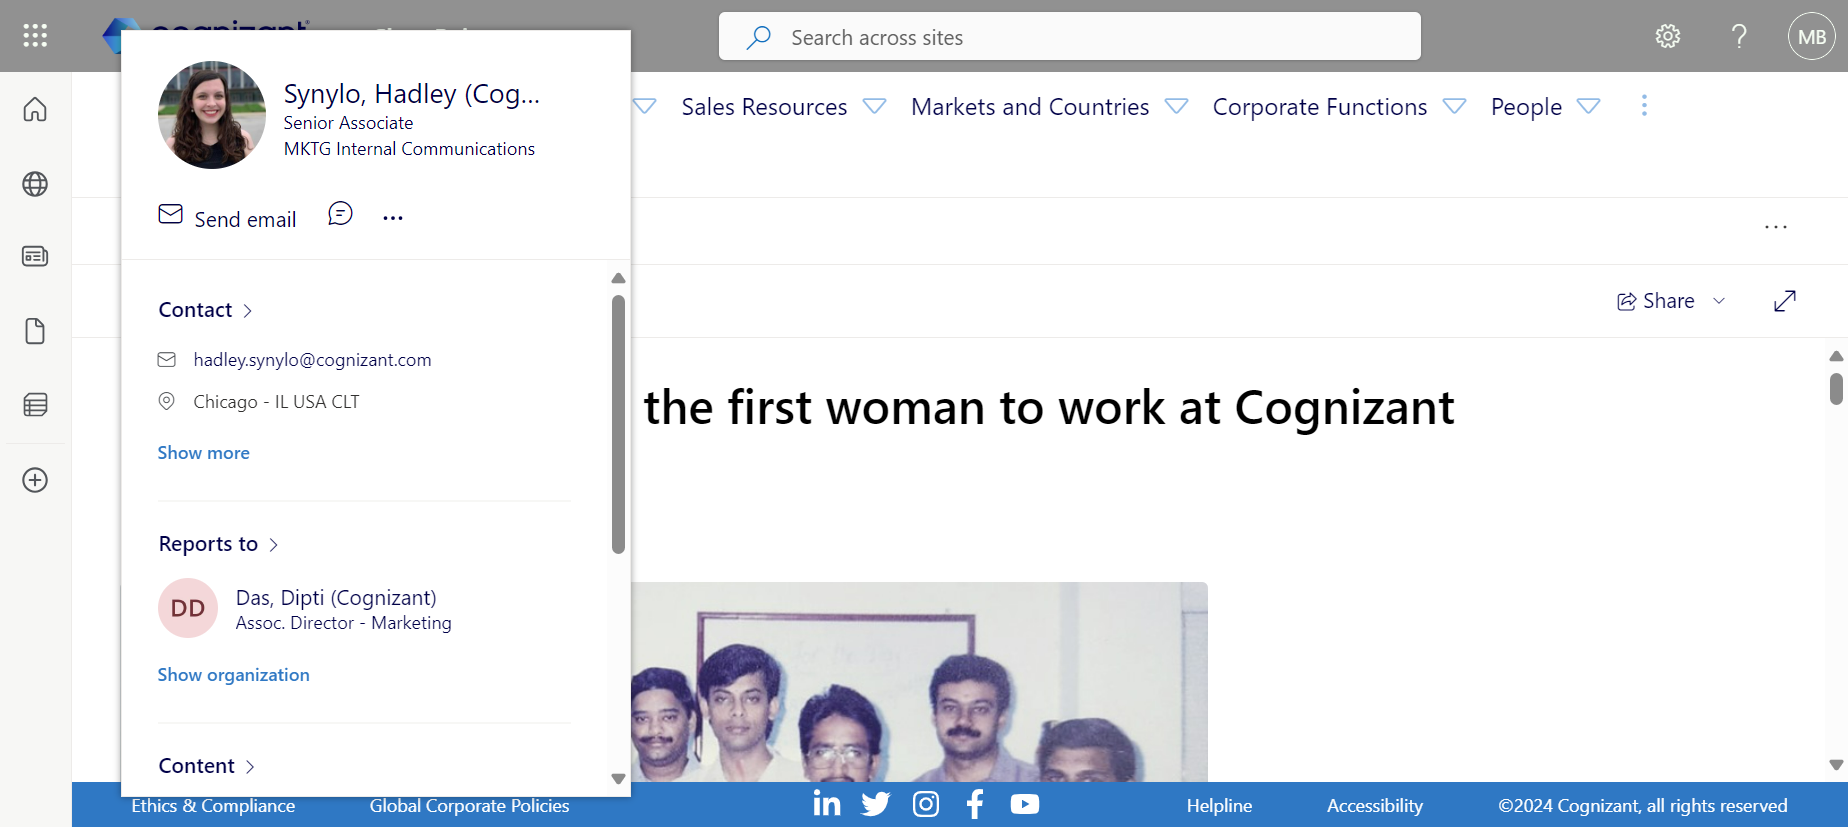 cognizant
Search across sites
MB
Synylo, Hadley (Cog...
Senior Associate
MKTG Internal Communications
Sales Resources
Markets and Countries
Corporate Functions
People
Send email
Share
Contact
hadley.synylo@cognizant.com
Chicago - IL USA CLT
Show more
the first woman to work at Cognizant
Reports to
DD
Das, Dipti (Cognizant)
Assoc. Director - Marketing
Show organization
Content
Ethics & Compliance
Global Corporate Policies
Helpline
Accessibility
©2024 Cognizant, all rights reserved